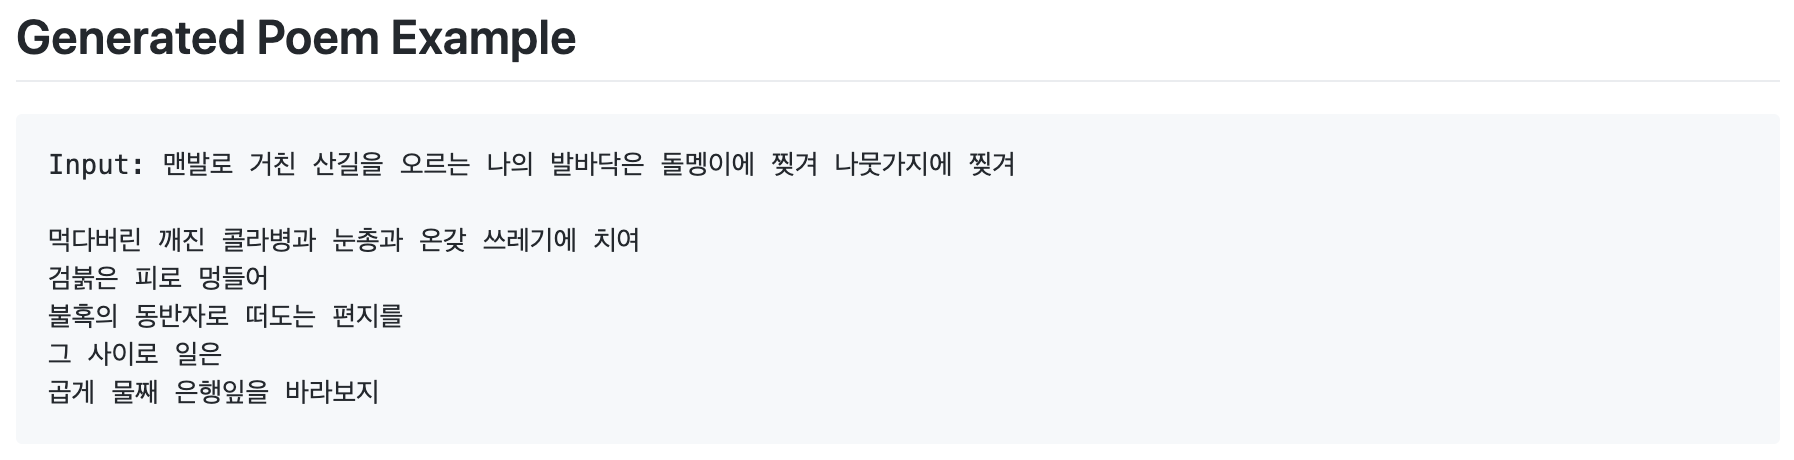 Generated Poem Example
Input: 맨발로 거친 산길을 오르는 나의 발바닥은 돌멩이에 찢겨 나뭇가지에 찢겨
먹다버린 깨진 콜라병과 눈총과 온갖 쓰레기에 치여
검붉은 피로 멍들어
불혹의 동반자로 떠도는 편지를
그 사이로 일은
곱게 물째 은행잎을 바라보지